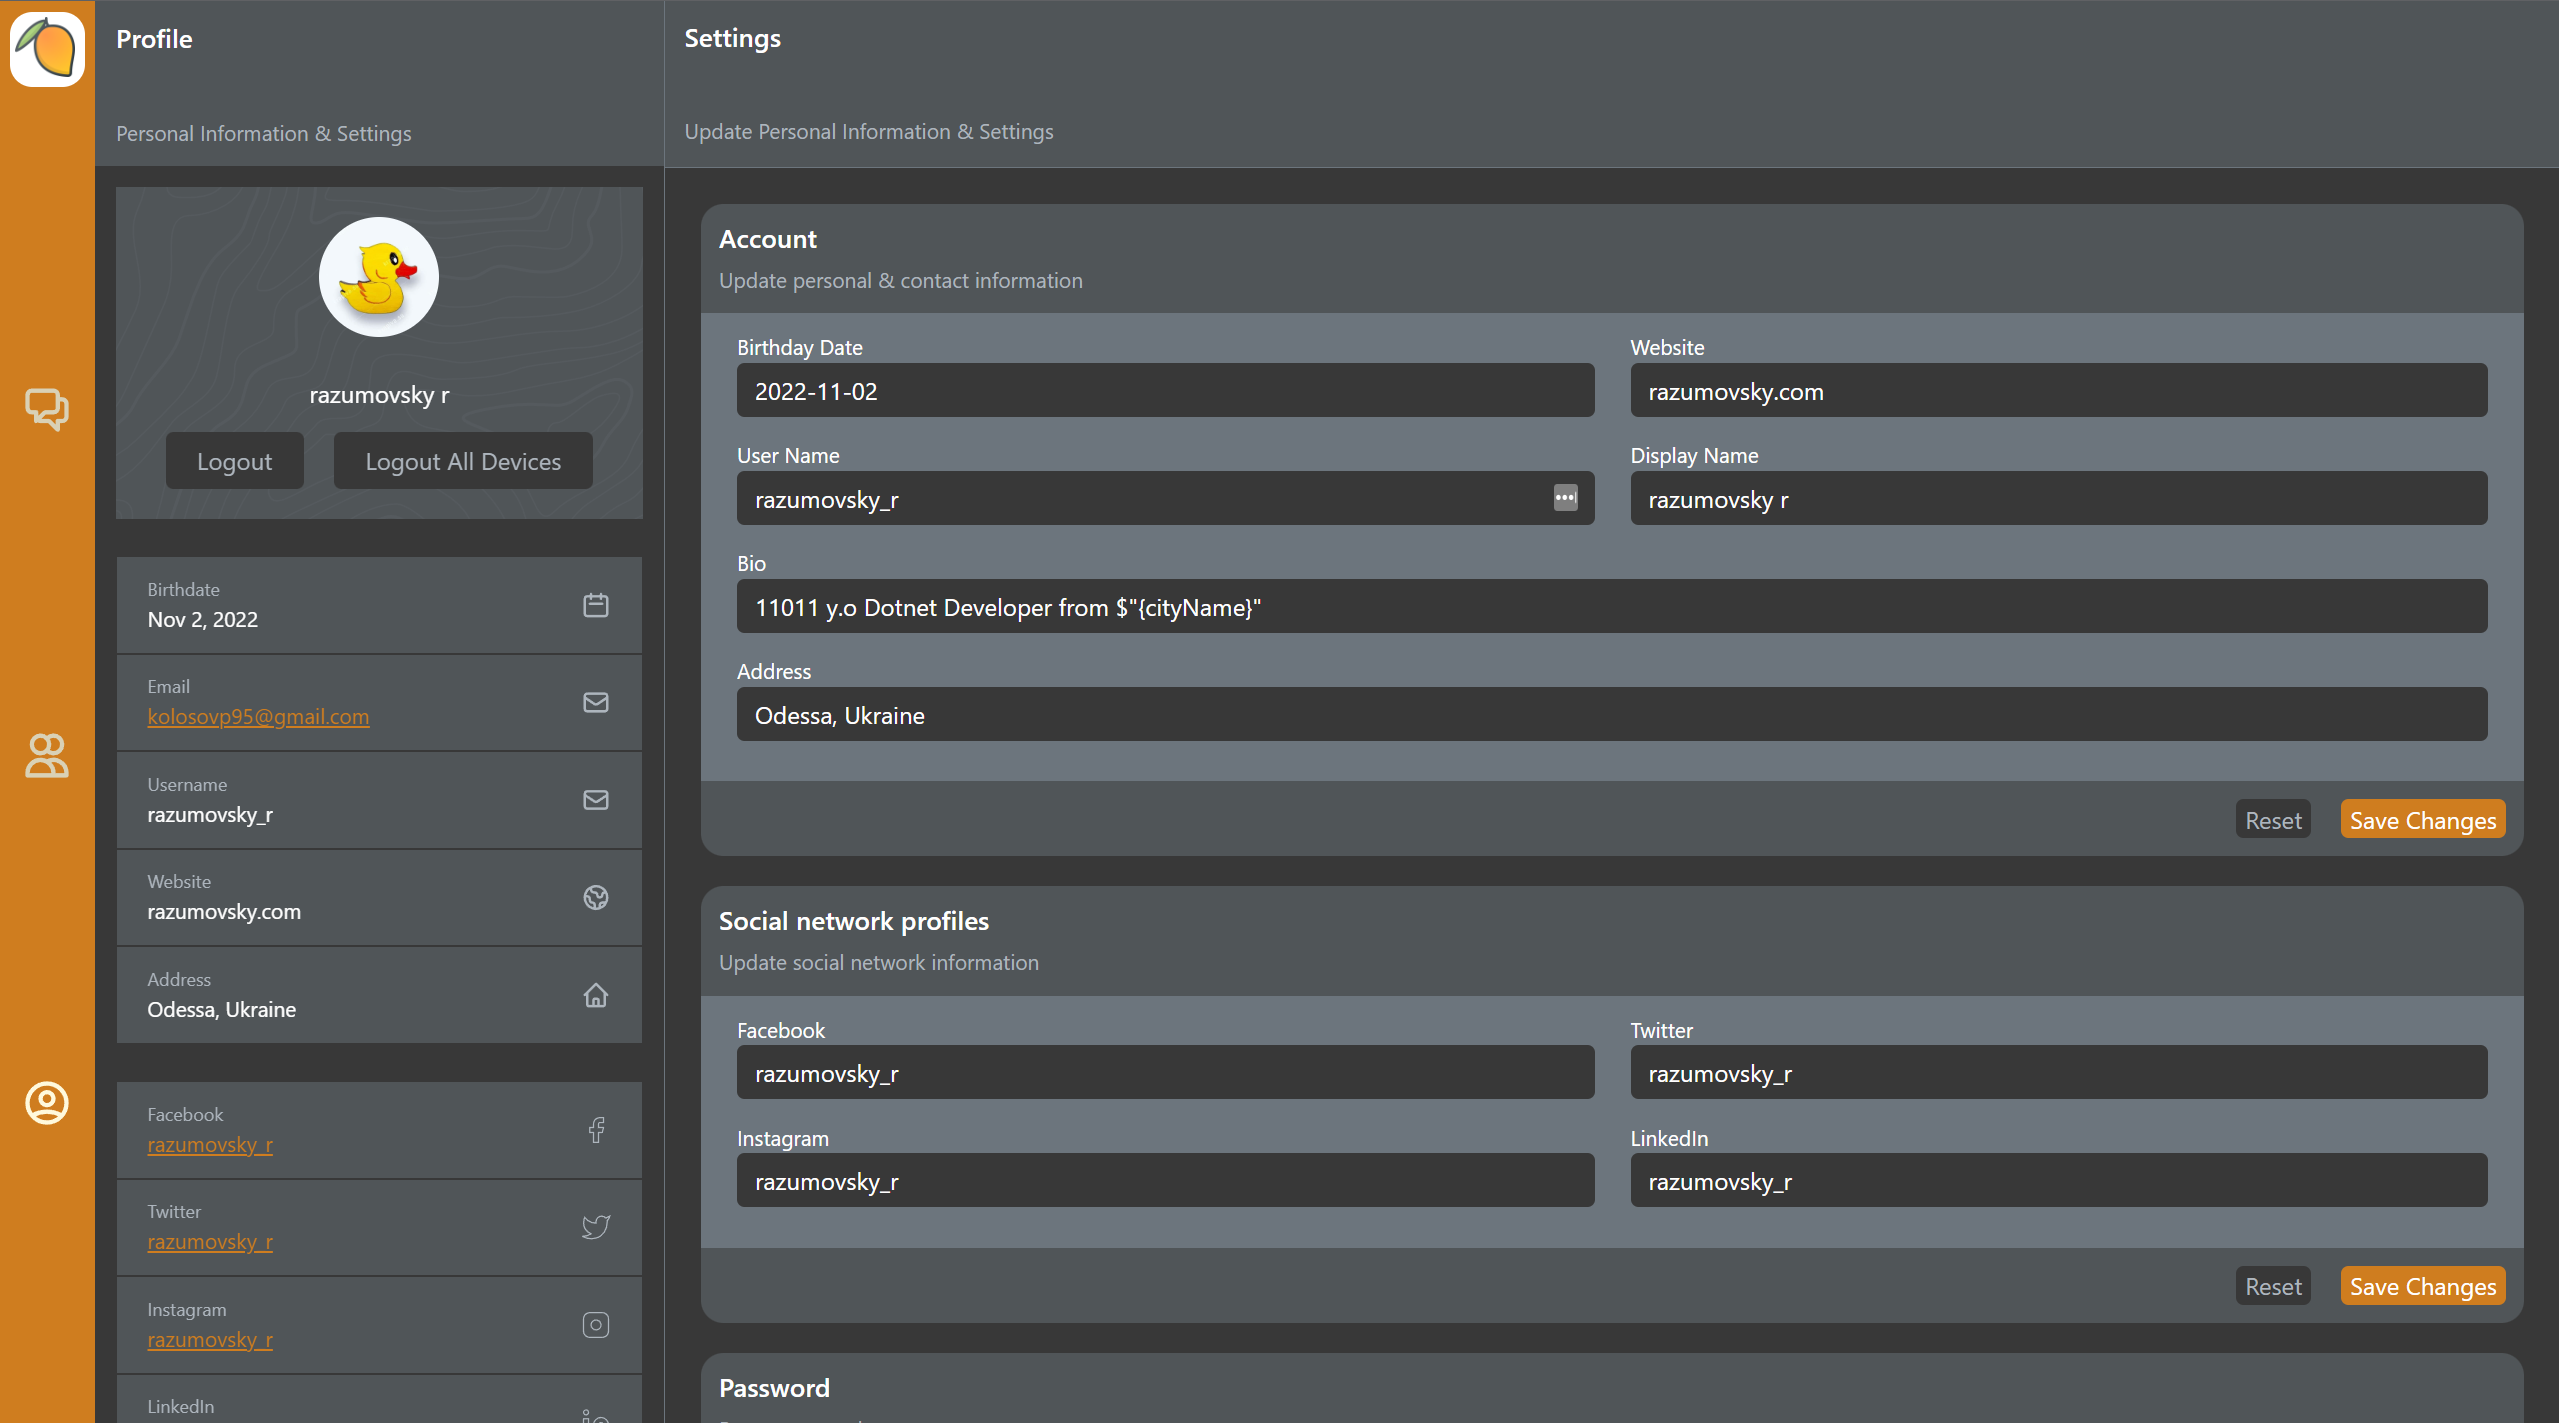 Profile
Personal Information & Settings
razumovsky r
Logout
Logout All Devices
Birthdate
Nov 2, 2022
Email
kolosovp95@gmail.com
Username
razumovsky_r
Website
razumovsky.com
Address
Odessa, Ukraine
Facebook
razumovsky_r
Twitter
razumovsky_r
Instagram
razumovsky_r
LinkedIn
Settings
Update Personal Information & Settings
Account
Update personal & contact information
Birthday Date
2022-11-02
Website
razumovsky.com
User Name
razumovsky_r
Display Name
razumovsky r
Bio
11011 y.o Dotnet Developer from $"{cityName}"
Address
Odessa, Ukraine
Reset
Save Changes
Social network profiles
Update social network information
Facebook
razumovsky_r
Twitter
razumovsky_r
Instagram
razumovsky_r
LinkedIn
razumovsky_r
Reset
Save Changes
Password